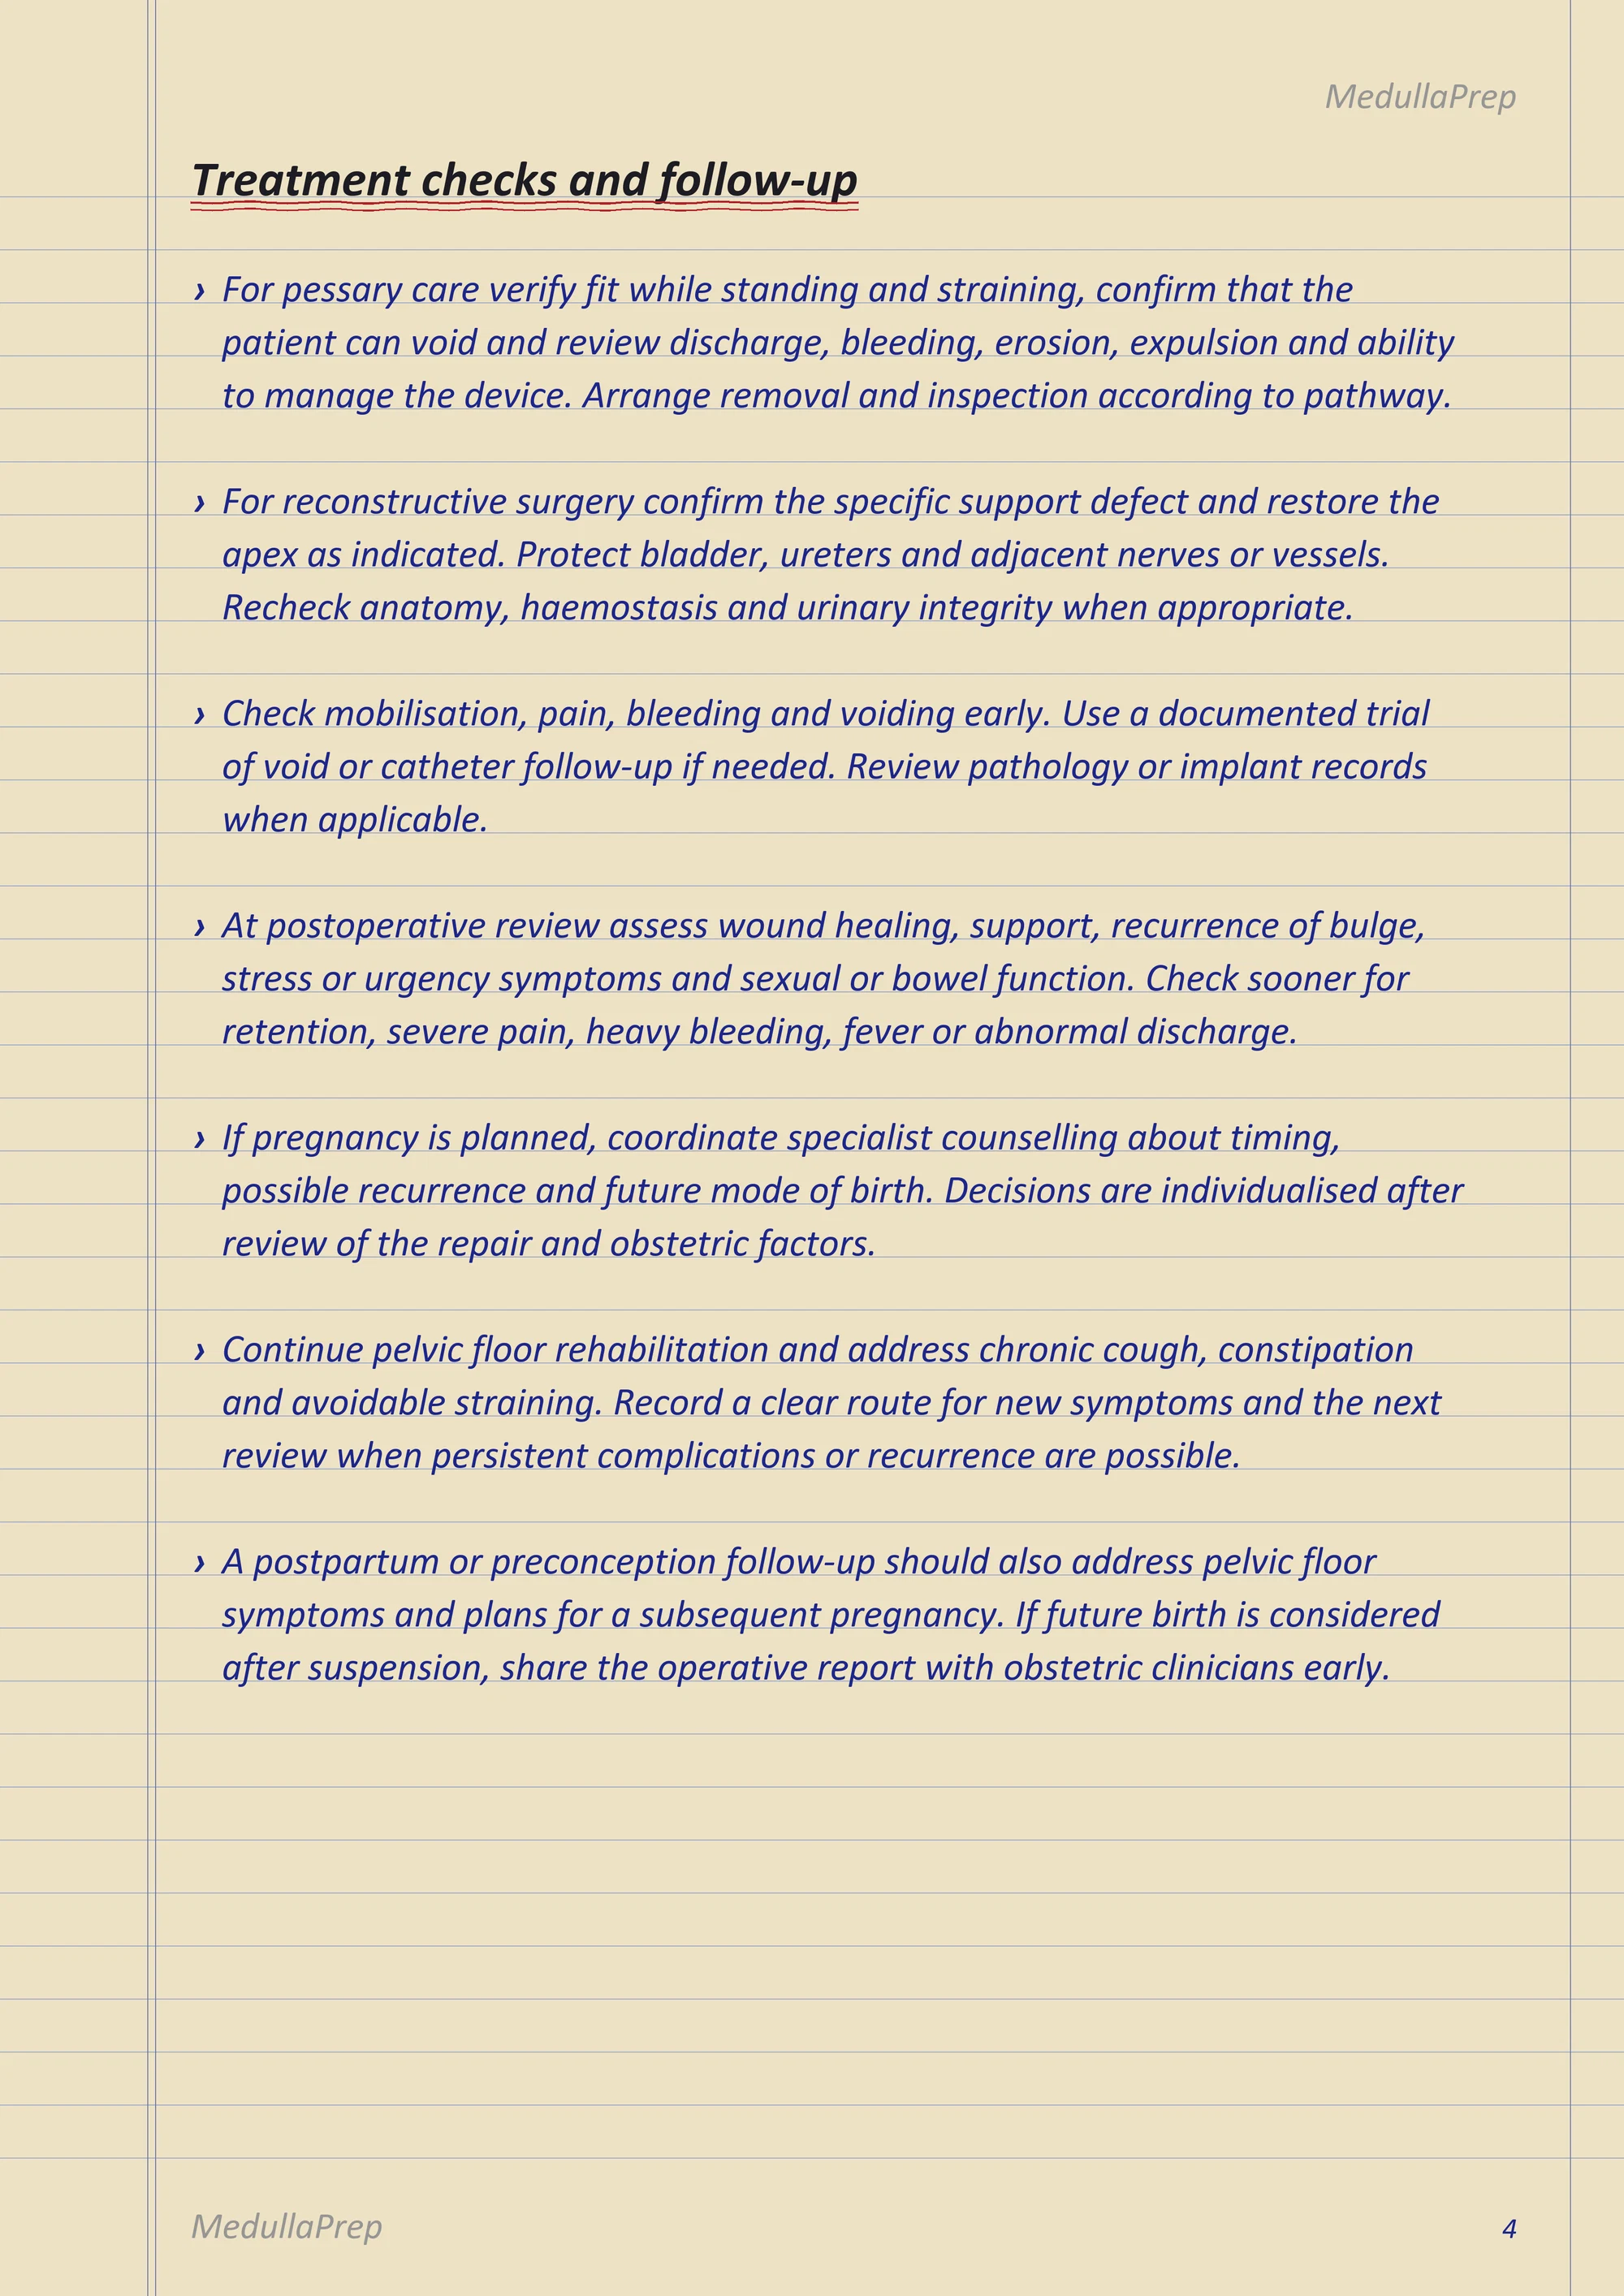 MedullaPrep
Treatment checks and follow-up
› For pessary care verify fit while standing and straining, confirm that the
patient can void and review discharge, bleeding, erosion, expulsion and ability
to manage the device. Arrange removal and inspection according to pathway.
› For reconstructive surgery confirm the specific support defect and restore the
apex as indicated. Protect bladder, ureters and adjacent nerves or vessels.
Recheck anatomy, haemostasis and urinary integrity when appropriate.
› Check mobilisation, pain, bleeding and voiding early. Use a documented trial
of void or catheter follow-up if needed. Review pathology or implant records
when applicable.
› At postoperative review assess wound healing, support, recurrence of bulge,
stress or urgency symptoms and sexual or bowel function. Check sooner for
retention, severe pain, heavy bleeding, fever or abnormal discharge.
› If pregnancy is planned, coordinate specialist counselling about timing,
possible recurrence and future mode of birth. Decisions are individualised after
review of the repair and obstetric factors.
› Continue pelvic floor rehabilitation and address chronic cough, constipation
and avoidable straining. Record a clear route for new symptoms and the next
review when persistent complications or recurrence are possible.
› A postpartum or preconception follow-up should also address pelvic floor
symptoms and plans for a subsequent pregnancy. If future birth is considered
after suspension, share the operative report with obstetric clinicians early.
MedullaPrep
4